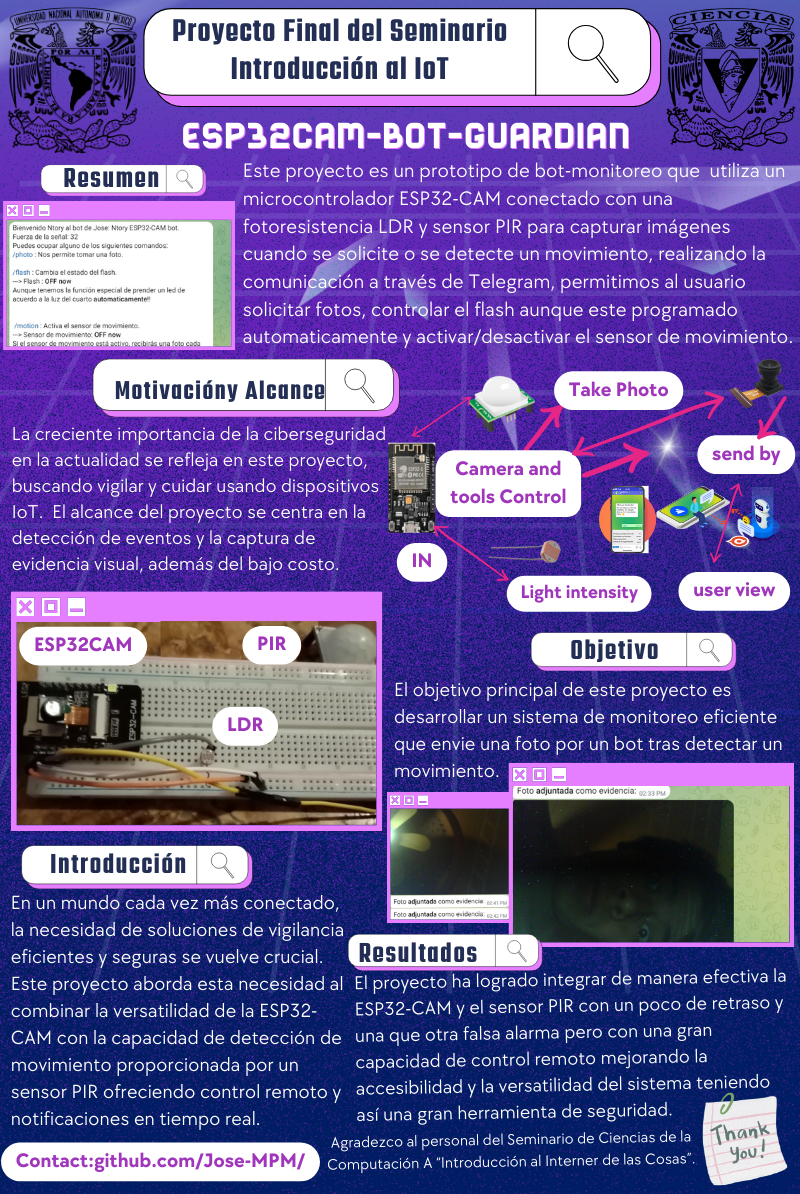 UNIVERSIDAD NACIONAL AUTONOMA DE MEXICO
CIENCIAS
Proyecto Final del Seminario
Introducción al IoT
ESP32CAM-BOT-GUARDIAN
Resumen
Este proyecto es un prototipo de bot-monitoreo que utiliza un
microcontrolador ESP32-CAM conectado con una
fotoresistencia LDR y sensor PIR para capturar imágenes
cuando se solicite o se detecte un movimiento, realizando la
comunicación a través de Telegram, permitimos al usuario
solicitar fotos, controlar el flash aunque este programado
automaticamente y activar/desactivar el sensor de movimiento.
Bienvenido Ntory al bot de Jose: Ntory ESP32-CAM bot.
Fuerza de la señal: 32
Puedes ocupar alguno de los siguientes comandos:
/photo : Nos permite tomar una foto.
/flash : Cambia el estado del flash.
---> Flash : OFF now
Aunque tenemos la función especial de prender un led de
acuerdo a la luz del cuarto automaticamente!!
/motion : Activa el sensor de movimiento.
---> Sensor de movimiento: OFF now
Si el sensor de movimiento está activo, recibirás una foto cada
Motivacióny Alcance
La creciente importancia de la ciberseguridad
en la actualidad se refleja en este proyecto,
buscando vigilar y cuidar usando dispositivos
IoT. El alcance del proyecto se centra en la
detección de eventos y la captura de
evidencia visual, además del bajo costo.
Take Photo
Camera and
tools Control
send by
IN
Light intensity
user view
ESP32CAM
PIR
LDR
ESP32-CAM
Objetivo
El objetivo principal de este proyecto es
desarrollar un sistema de monitoreo eficiente
que envie una foto por un bot tras detectar un
movimiento.
Foto adjuntada como evidencia: 02:33 PM
Foto adjuntada como evidencia: 02:41 PM
Foto adjuntada como evidencia: 02:42 PM
Introducción
En un mundo cada vez más conectado,
la necesidad de soluciones de vigilancia
eficientes y seguras se vuelve crucial.
Este proyecto aborda esta necesidad al
combinar la versatilidad de la ESP32-
CAM con la capacidad de detección de
movimiento proporcionada por un
sensor PIR ofreciendo control remoto y
notificaciones en tiempo real.
Resultados
El proyecto ha logrado integrar de manera efectiva la
ESP32-CAM y el sensor PIR con un poco de retraso y
una que otra falsa alarma pero con una gran
capacidad de control remoto mejorando la
accesibilidad y la versatilidad del sistema teniendo
así una gran herramienta de seguridad.
Agradezco al personal del Seminario de Ciencias de la
Computación A “Introducción al Interner de las Cosas”.
Thank
You!
Contact:github.com/Jose-MPM/